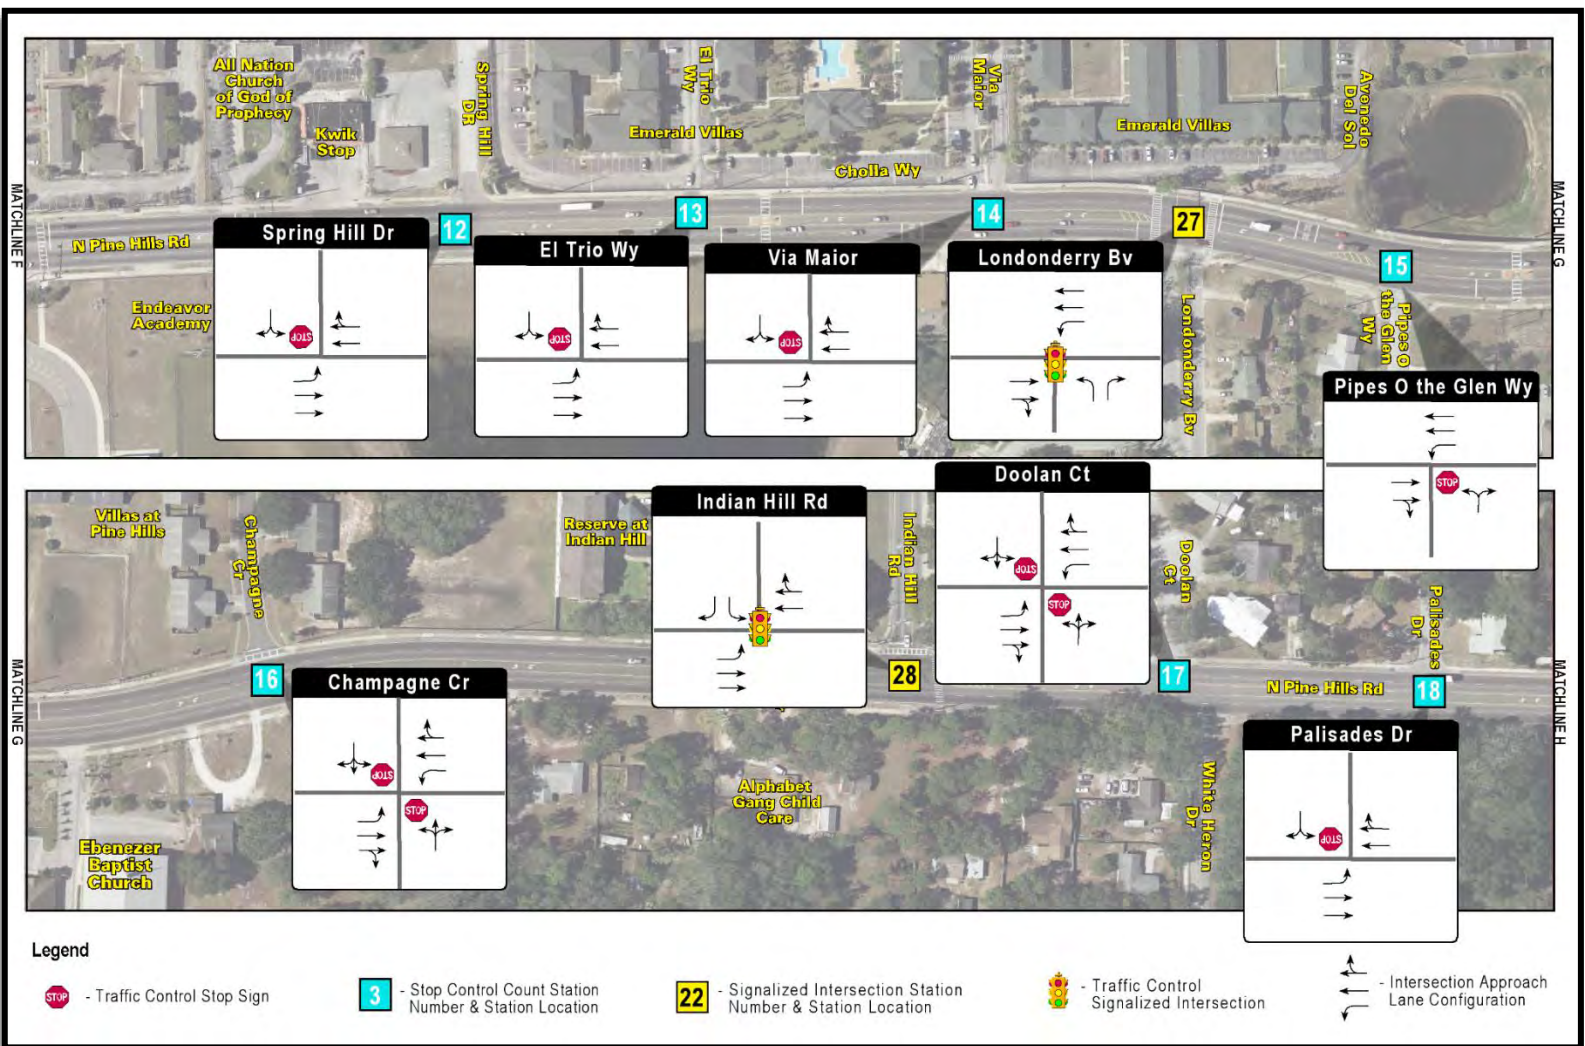 All Nation
Church
of God of
Prophecy
Kwik
Stop
Spring Hill
DR
El Trio
Wy
Emerald Villas
Via
Maior
Cholla Wy
Emerald Villas
Avenedo
Del Sol
MATCHLINE F
MATCHLINE G
N Pine Hills Rd
12
13
14
27
15
Endeavor
Academy
Spring Hill Dr
STOP
El Trio Wy
STOP
Via Maior
STOP
Londonderry Bv
Londonderry Bv
Pipes O
the Glen
Wy
Pipes O the Glen Wy
STOP
Villas at
Pine Hills
Champagne
Cr
Reserve at
Indian Hill
Indian Hill Rd
Indian Hill
Rd
Doolan Ct
STOP
STOP
Doolan
Ct
Palisades
Dr
MATCHLINE G
MATCHLINE H
16
28
17
N Pine Hills Rd
18
Champagne Cr
STOP
STOP
Ebenezer
Baptist
Church
Alphabet
Gang Child
Care
White Heron
Dr
Palisades Dr
STOP
Legend
STOP
- Traffic Control Stop Sign
3
- Stop Control Count Station
Number & Station Location
22
- Signalized Intersection Station
Number & Station Location
- Traffic Control
Signalized Intersection
- Intersection Approach
Lane Configuration